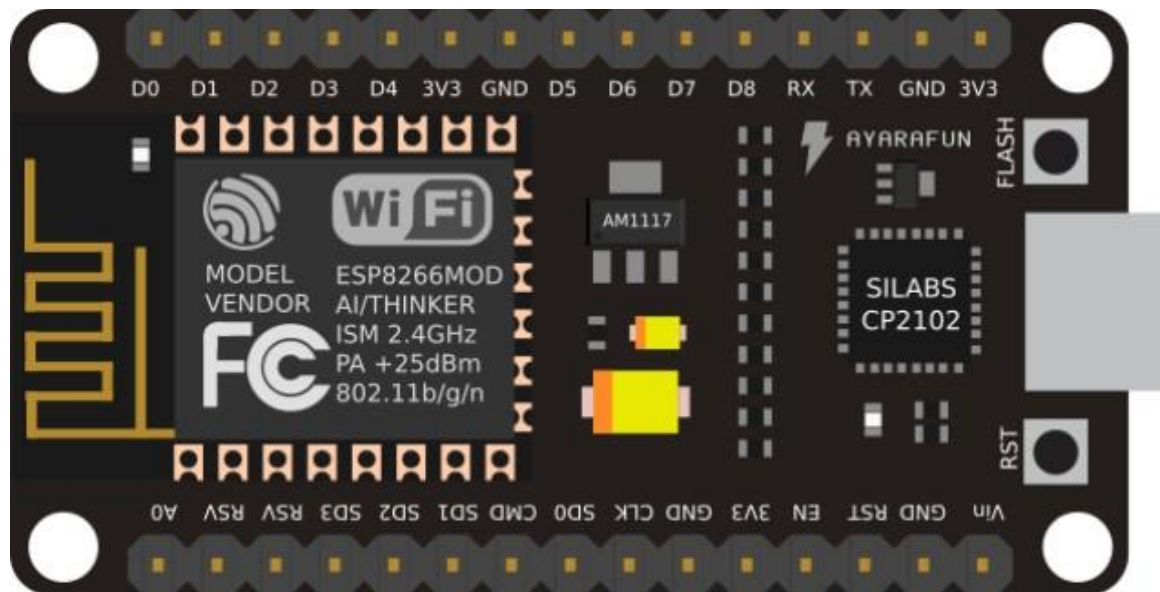 D0 D1 D2 D3 D4 3V3 GND D5 D6 D7 D8 RX TX GND 3V3
AYARAFUN
FLASH
WiFi
MODEL ESP8266MOD
VENDOR AI/THINKER
ISM 2.4GHz
PA +25dBm
802.11b/g/n
FC
AM1117
SILABS
CP2102
RST
A0 RSV RSV SD3 SD2 SD1 CMD SD0 CLK GND 3V3 EN RST GND Vin